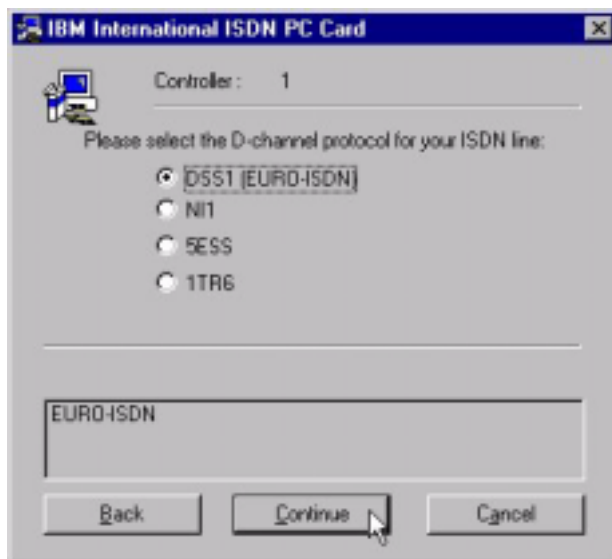 IBM International ISDN PC Card
Controller : 1
Please select the D-channel protocol for your ISDN line:
DSS1 (EURO-ISDN)
NI1
5ESS
1TR6
EURO-ISDN
Back Continue Cancel